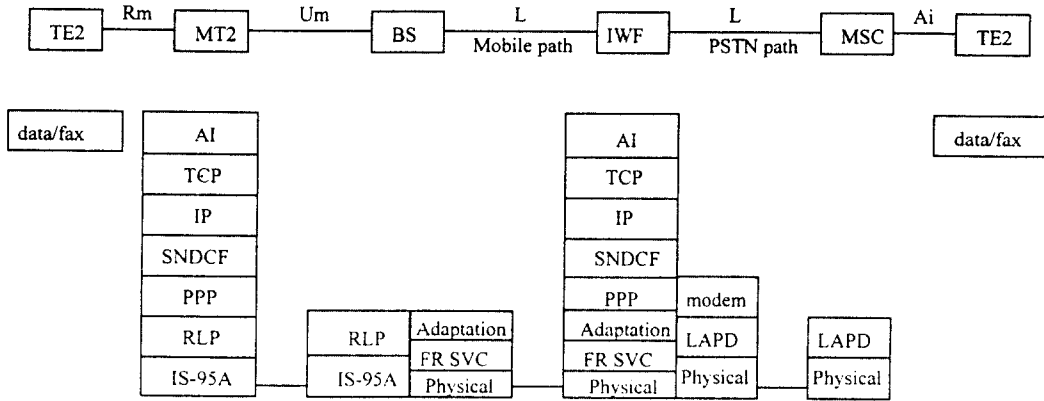 Rm Um L L Ai
TE2 MT2 BS IWF MSC TE2
Mobile path PSTN path
data/fax AI AI data/fax
TCP TCP
IP IP
SNDCF SNDCF
PPP PPP modem
RLP RLP Adaptation Adaptation LAPD LAPD
FR SVC FR SVC
IS-95A IS-95A Physical Physical Physical Physical